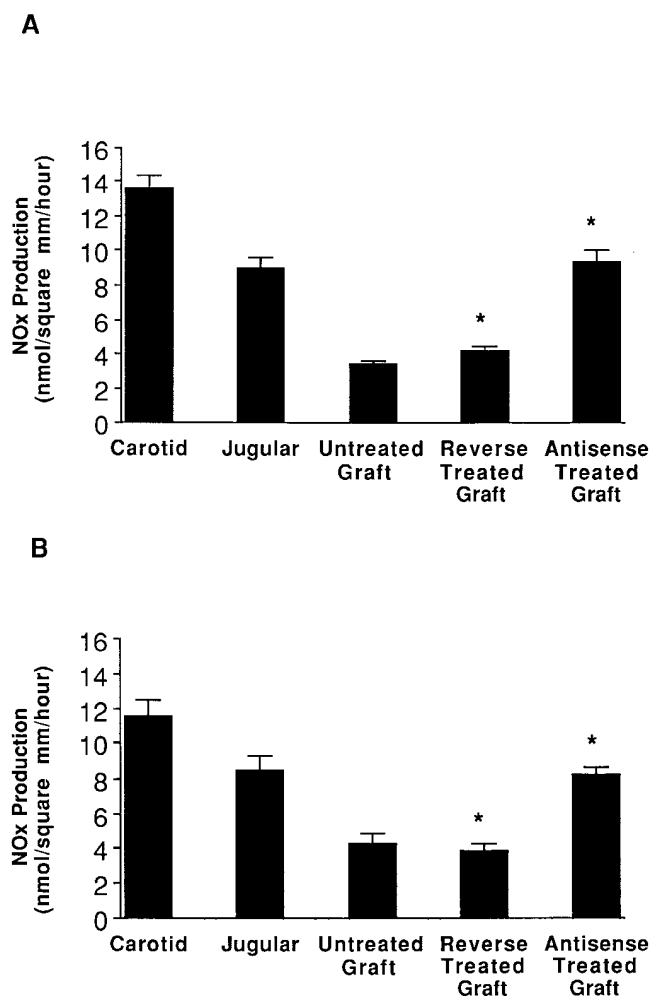 A
NOx Production
(nmol/square mm/hour)
16
14
12
10
8
6
4
2
0
*
*
Carotid Jugular Untreated Reverse Antisense
Graft Treated Treated
Graft Graft
B
NOx Production
(nmol/square mm/hour)
16
14
12
10
8
6
4
2
0
*
*
Carotid Jugular Untreated Reverse Antisense
Graft Treated Treated
Graft Graft